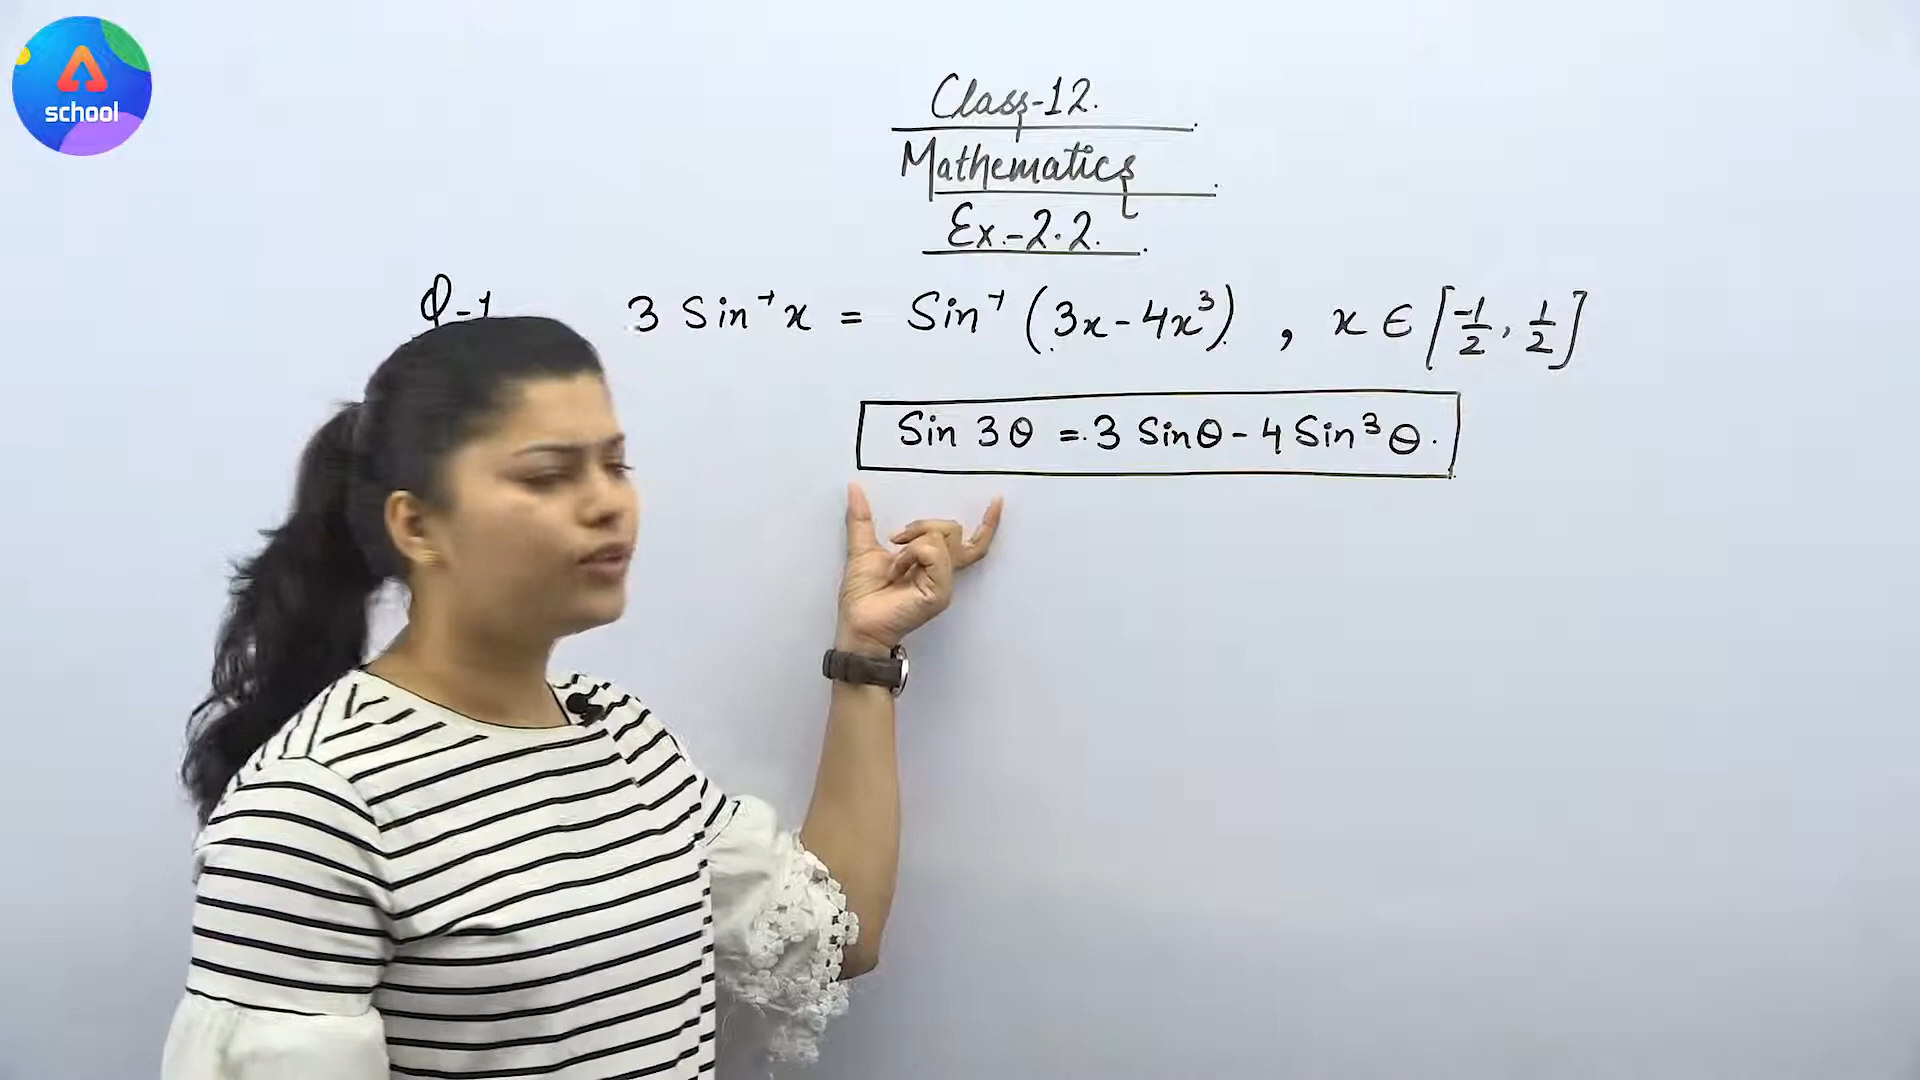 school
Class-12.
Mathematics
Ex.-2.2.
Q-1 3 Sin⁻¹x = Sin⁻¹ (3x-4x³) , x ∈ [-1/2, 1/2]
Sin 3θ = 3 Sinθ - 4 Sin³θ.